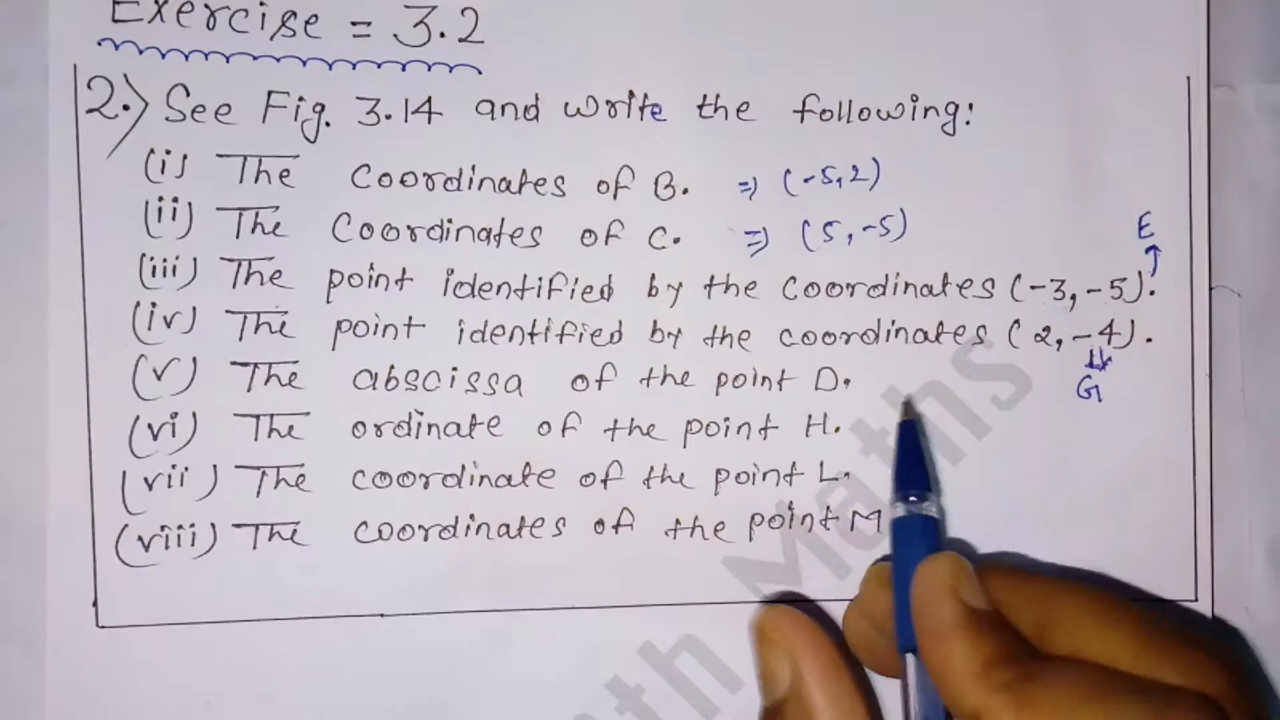 Exercise = 3.2
2.) See Fig. 3.14 and write the following:
(i) The coordinates of B. => (-5,2)
(ii) The coordinates of C. => (5,-5)
E
(iii) The point identified by the coordinates (-3,-5).
(iv) The point identified by the coordinates (2,-4).
G
(v) The abscissa of the point D.
(vi) The ordinate of the point H.
(vii) The coordinate of the point L.
(viii) The coordinates of the point M
Math Maths